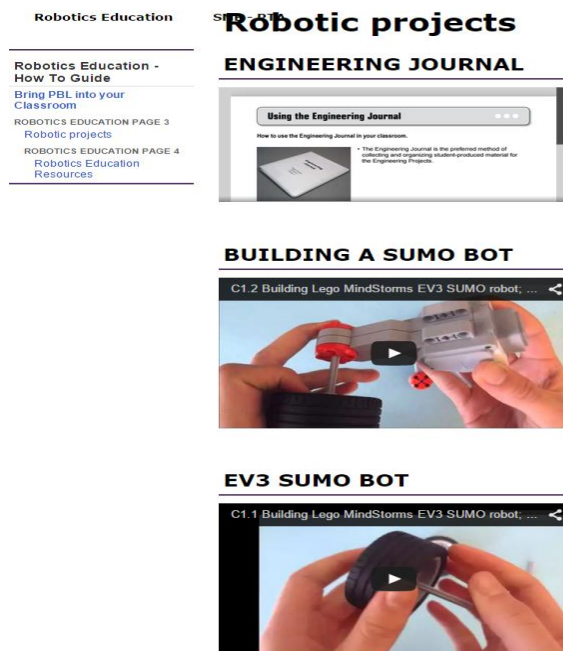 Robotics Education
Robotic projects
Robotics Education -
How To Guide
Bring PBL into your
Classroom
ROBOTICS EDUCATION PAGE 3
Robotic projects
ROBOTICS EDUCATION PAGE 4
Robotics Education
Resources
ENGINEERING JOURNAL
Using the Engineering Journal
How to use the Engineering Journal in your classroom.
• The Engineering Journal is the preferred method of
collecting and organizing student-produced material for
the Engineering Projects.
BUILDING A SUMO BOT
C1.2 Building Lego MindStorms EV3 SUMO robot; ...
EV3 SUMO BOT
C1.1 Building Lego MindStorms EV3 SUMO robot; ...